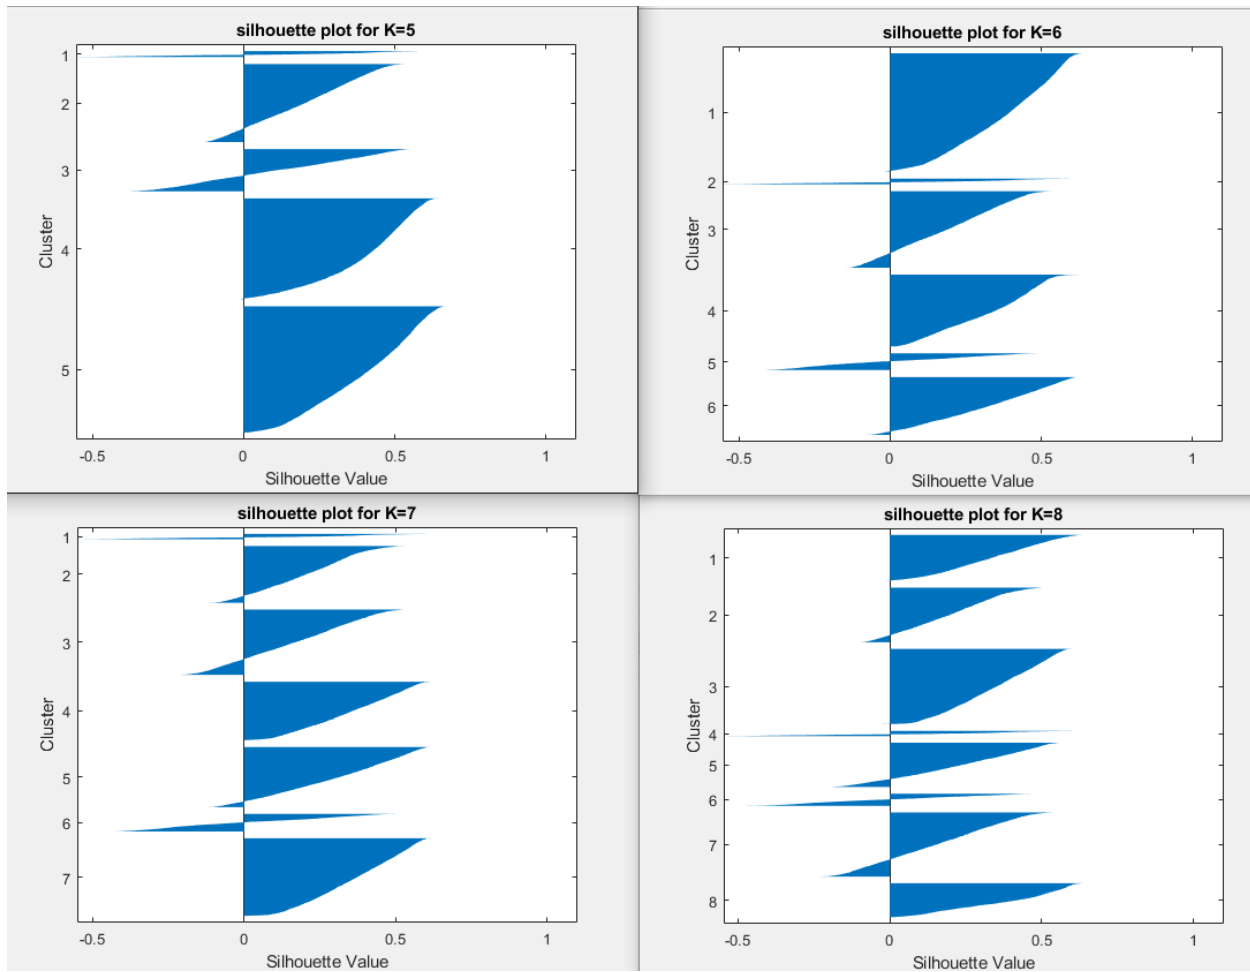 silhouette plot for K=5
1
2
3
4
5
Cluster
-0.5 0 0.5 1
Silhouette Value
silhouette plot for K=6
1
2
3
4
5
6
Cluster
-0.5 0 0.5 1
Silhouette Value
silhouette plot for K=7
1
2
3
4
5
6
7
Cluster
-0.5 0 0.5 1
Silhouette Value
silhouette plot for K=8
1
2
3
4
5
6
7
8
Cluster
-0.5 0 0.5 1
Silhouette Value